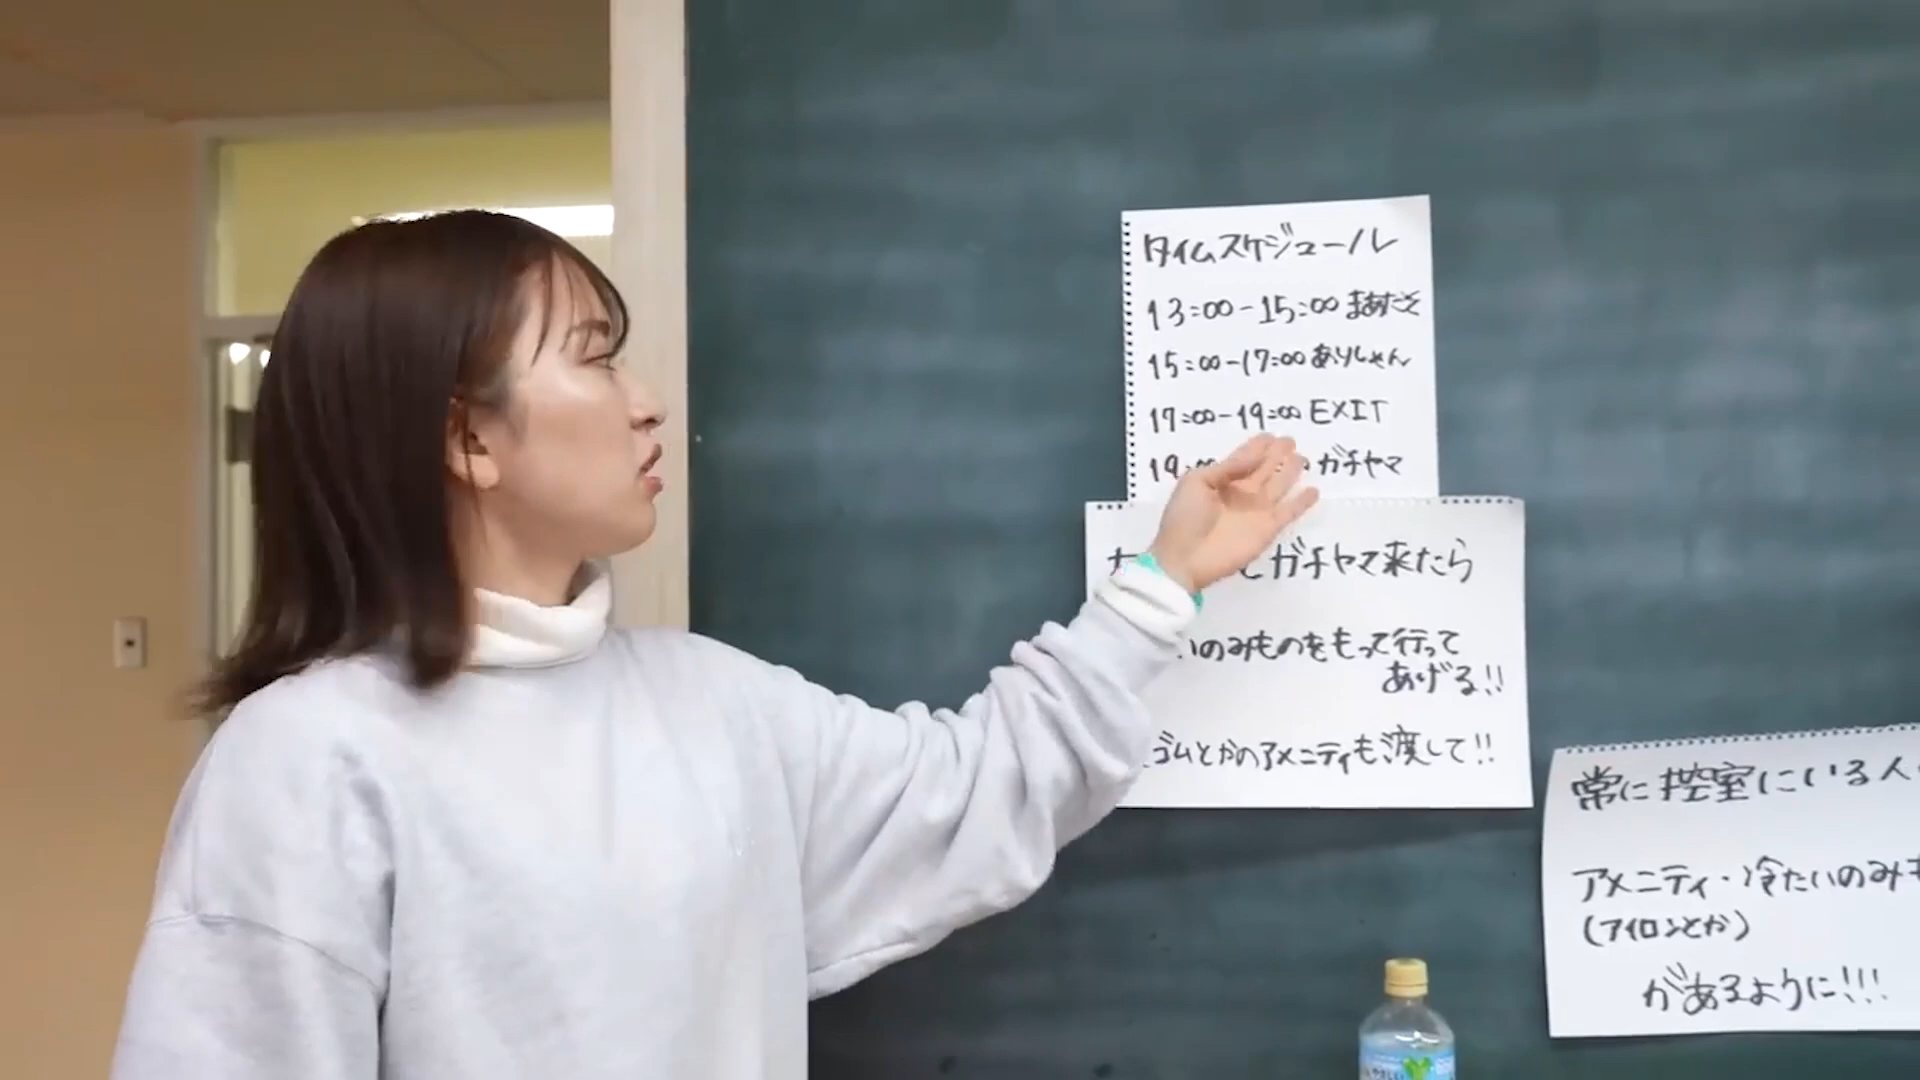 タイムスケジュール
13:00-15:00 まあたそ
15:00-17:00 ありしゃん
17:00-19:00 EXIT
19: ガチヤマ
とガチヤマ来たら
いのみものをもって行って
あげる!!
ゴムとかのアメニティも渡して!!
常に控室にいる人
アメニティ・冷たいのみも
(アイロンとか)
があるように!!!